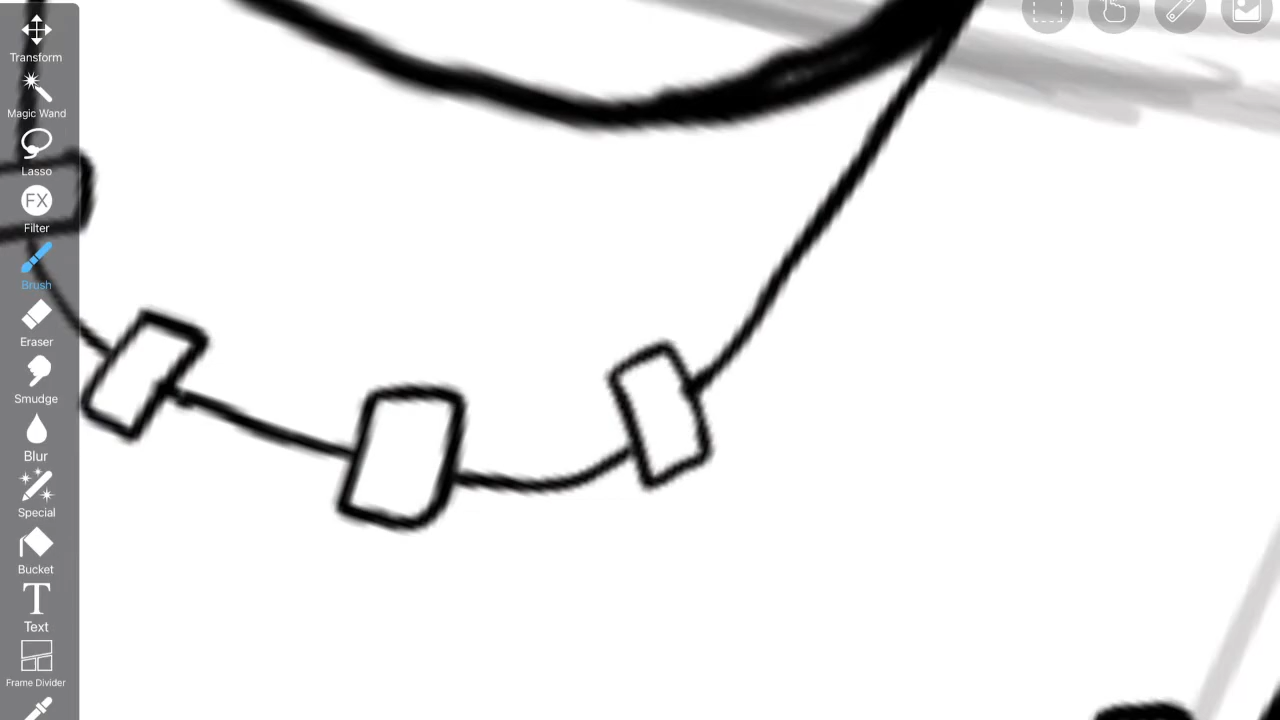 Transform
Magic Wand
Lasso
FX
Filter
Brush
Eraser
Smudge
Blur
Special
Bucket
T
Text
Frame Divider